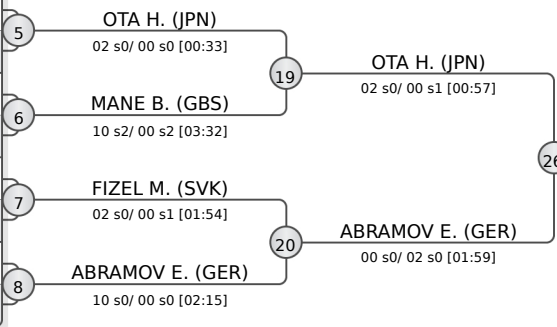 5
OTA H. (JPN)
02 s0/ 00 s0 [00:33]
19
OTA H. (JPN)
02 s0/ 00 s1 [00:57]
6
MANE B. (GBS)
10 s2/ 00 s2 [03:32]
26
7
FIZEL M. (SVK)
02 s0/ 00 s1 [01:54]
20
ABRAMOV E. (GER)
00 s0/ 02 s0 [01:59]
8
ABRAMOV E. (GER)
10 s0/ 00 s0 [02:15]